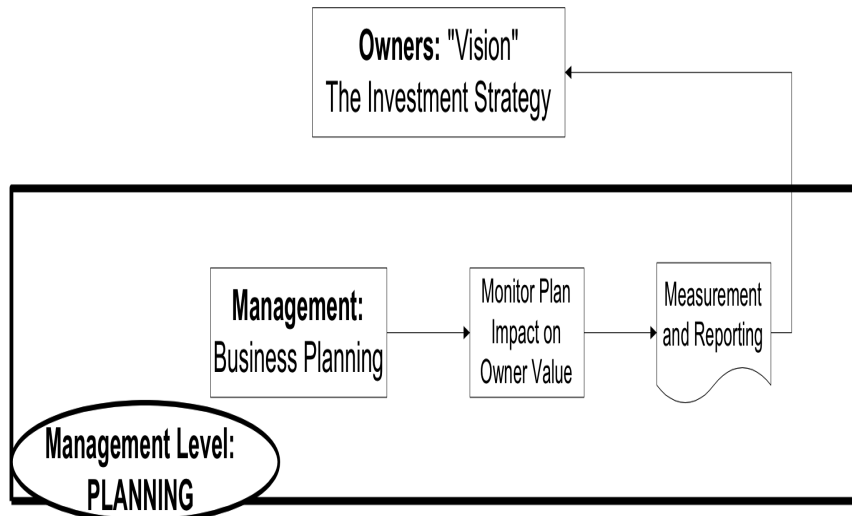 Owners: "Vision"
The Investment Strategy
Management:
Business Planning
Monitor Plan
Impact on
Owner Value
Measurement
and Reporting
Management Level:
PLANNING